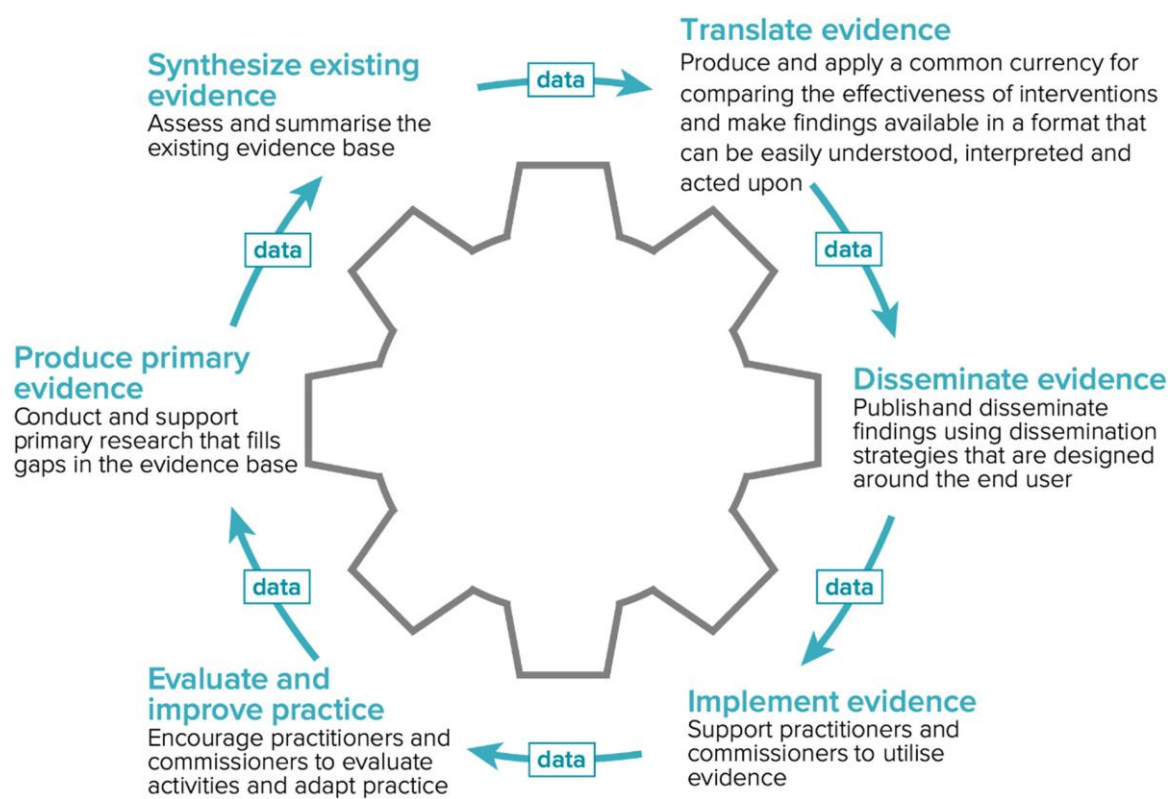 Synthesize existing
evidence
Assess and summarise the
existing evidence base
data
Translate evidence
Produce and apply a common currency for
comparing the effectiveness of interventions
and make findings available in a format that
can be easily understood, interpreted and
acted upon
data
Disseminate evidence
Publishand disseminate
findings using dissemination
strategies that are designed
around the end user
data
Implement evidence
Support practitioners and
commissioners to utilise
evidence
data
Evaluate and
improve practice
Encourage practitioners and
commissioners to evaluate
activities and adapt practice
data
Produce primary
evidence
Conduct and support
primary research that fills
gaps in the evidence base
data